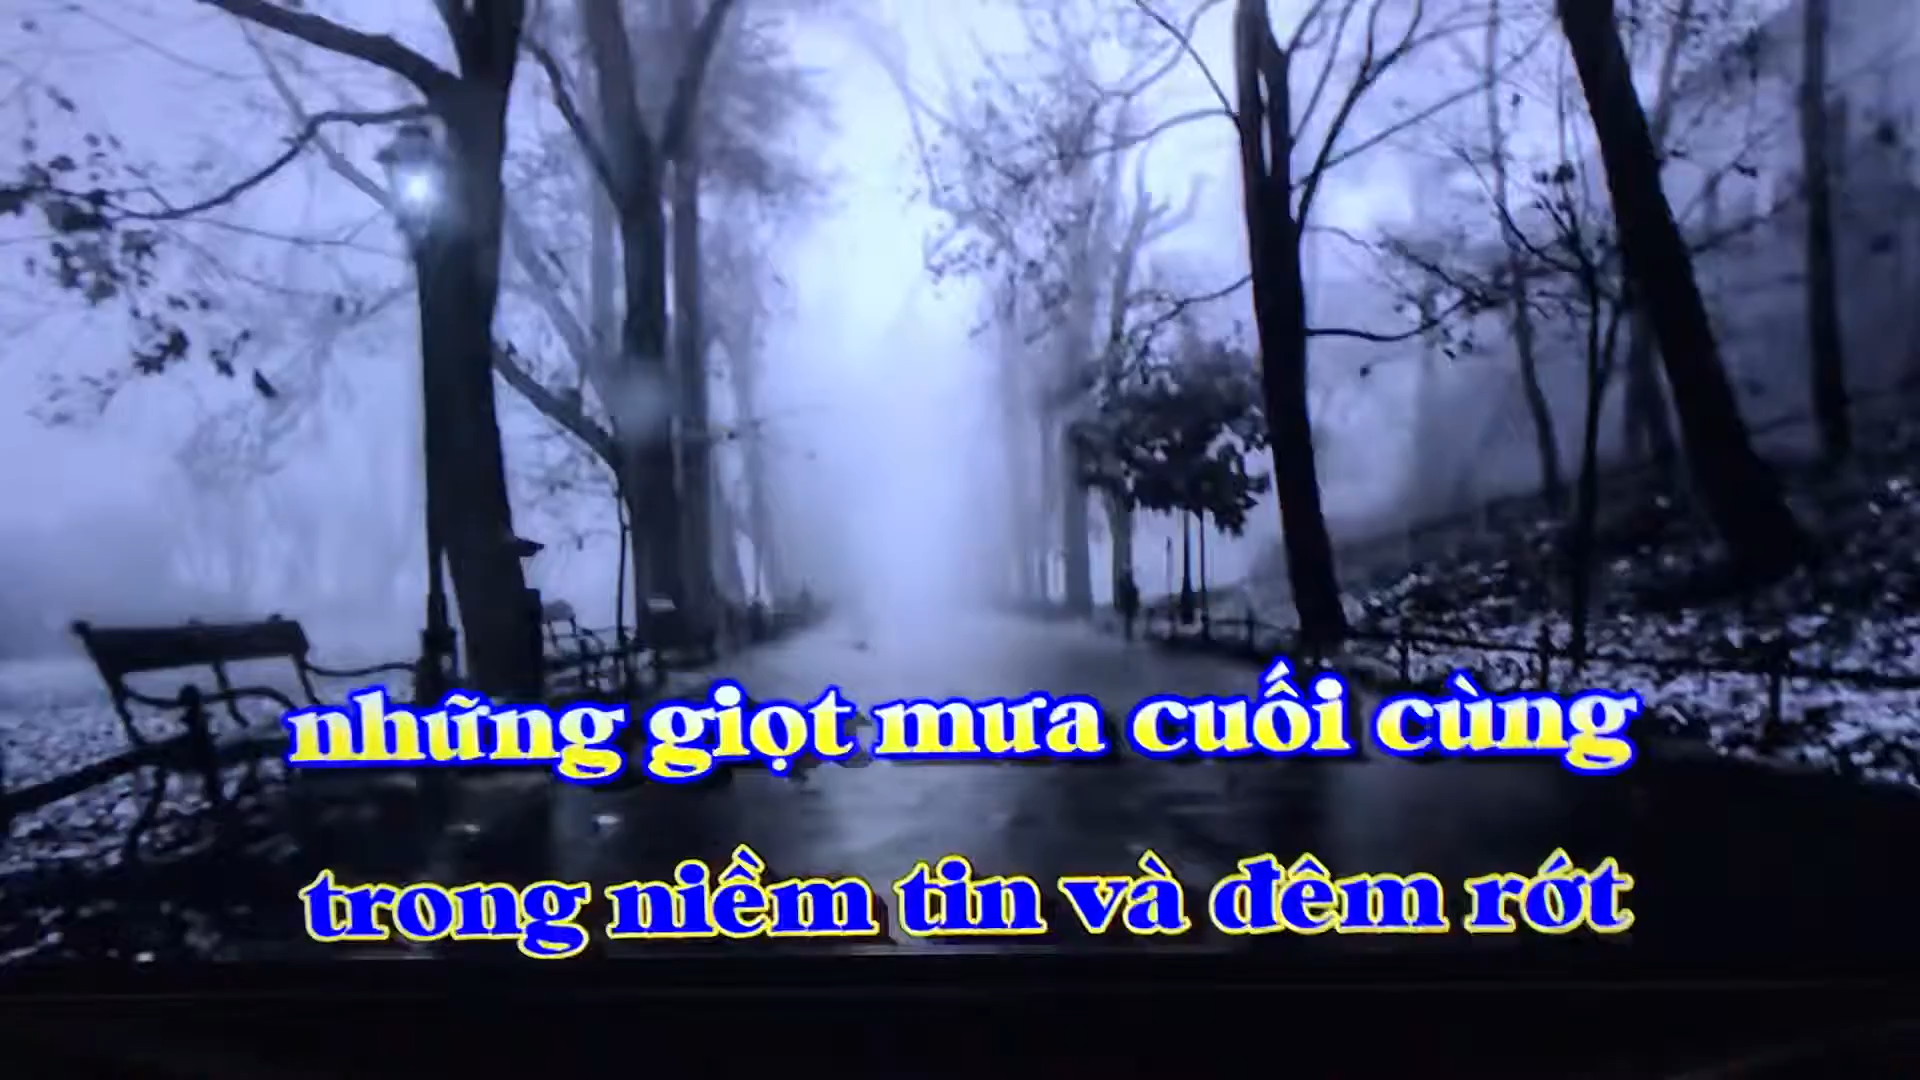 những giọt mưa cuối cùng
trong niềm tin và đêm rớt